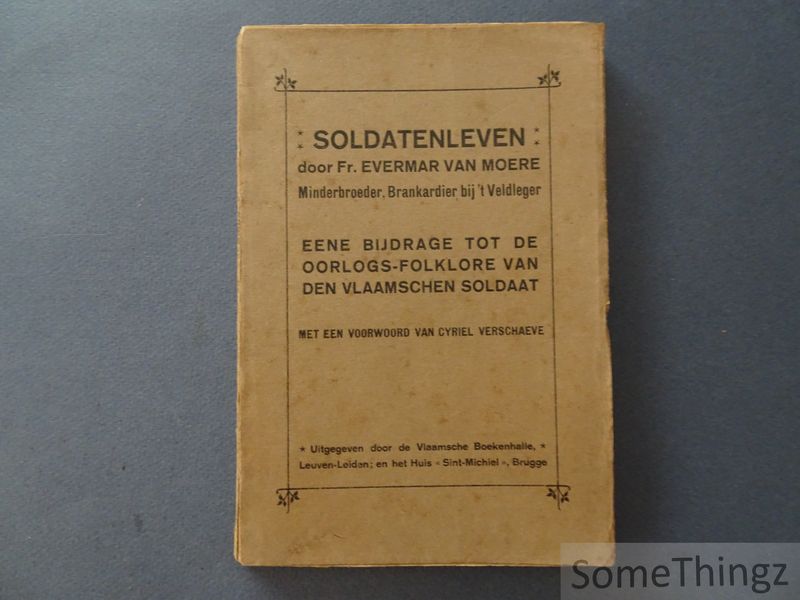 SOLDATENLEVEN
door Fr. EVERMAR VAN MOERE
Minderbroeder, Brankardier bij 't Veldleger
EENE BIJDRAGE TOT DE
OORLOGS-FOLKLORE VAN
DEN VLAAMSCHEN SOLDAAT
MET EEN VOORWOORD VAN CYRIEL VERSCHAEVE
* Uitgegeven door de Vlaamsche Boekenhalle, *
Leuven-Leiden; en het Huis « Sint-Michiel », Brugge
SomeThingz